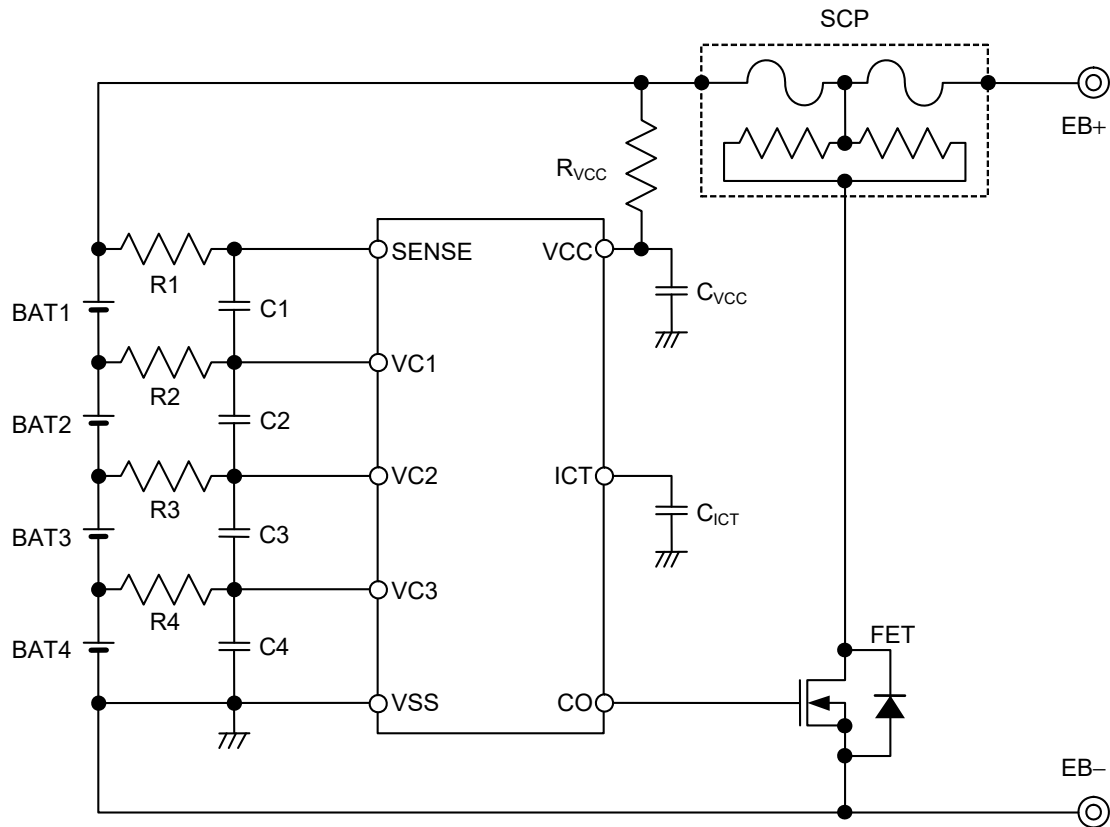 SCP
EB+
RVCC
SENSE
VCC
R1
BAT1
C1
CVCC
VC1
R2
BAT2
C2
VC2
ICT
R3
BAT3
C3
CICT
VC3
R4
BAT4
C4
FET
VSS
CO
EB−